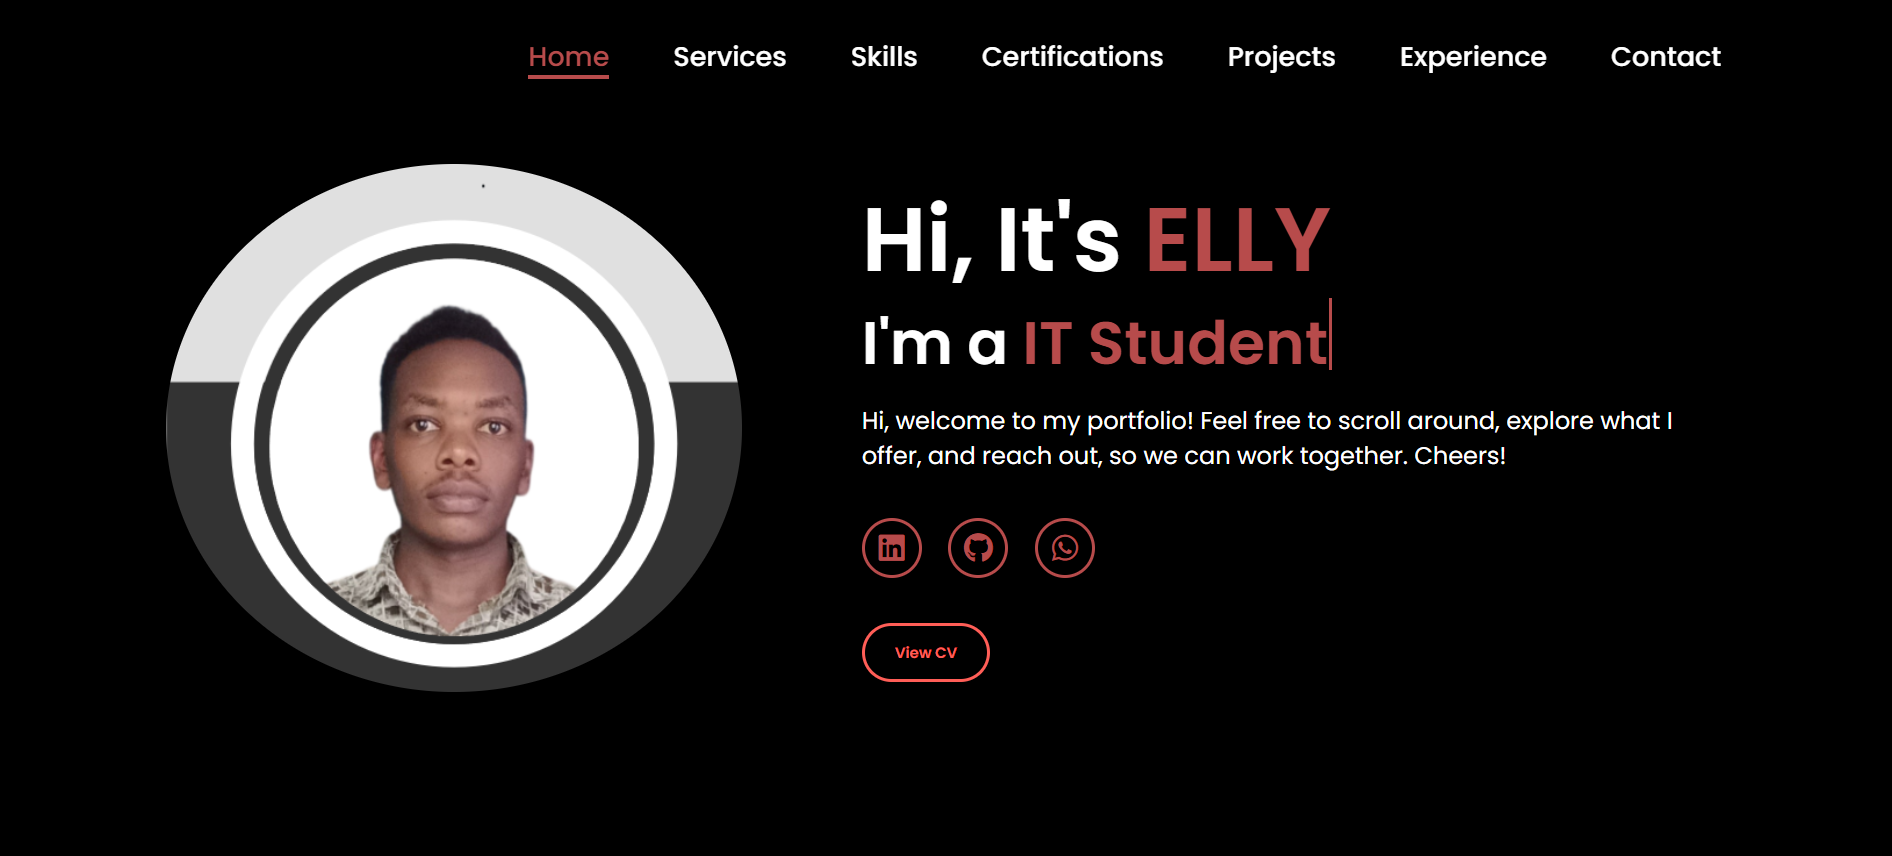 Home Services Skills Certifications Projects Experience Contact
Hi, It's ELLY
I'm a IT Student
Hi, welcome to my portfolio! Feel free to scroll around, explore what I
offer, and reach out, so we can work together. Cheers!
in
View CV